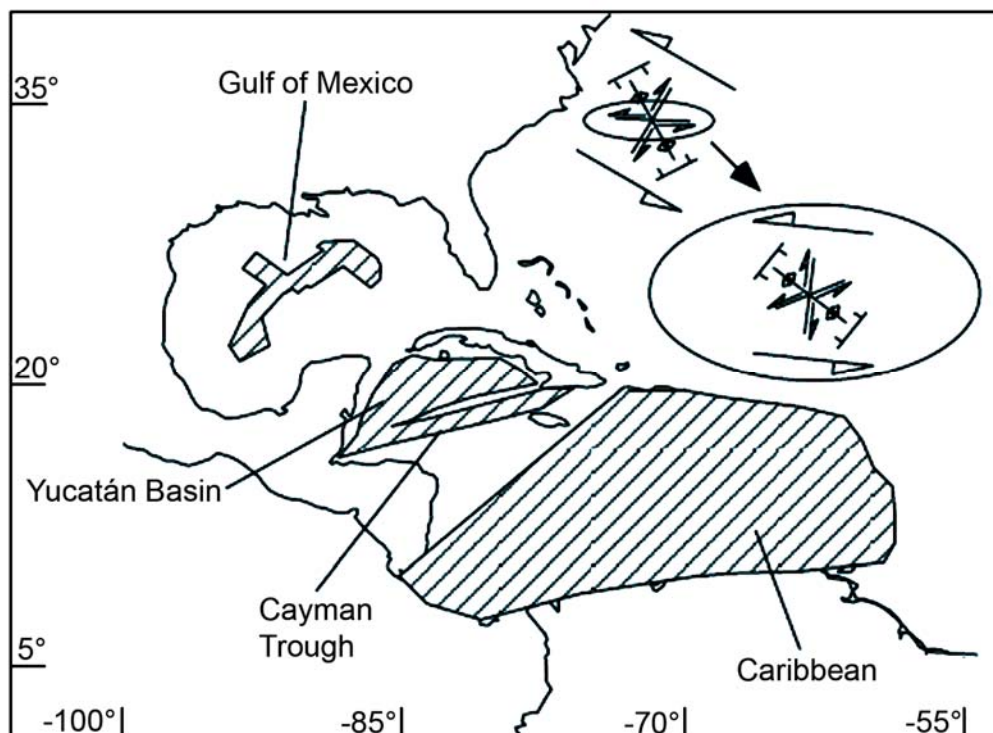 35°
Gulf of Mexico
20°
Yucatán Basin
Cayman
Trough
Caribbean
5°
-100°
-85°
-70°
-55°